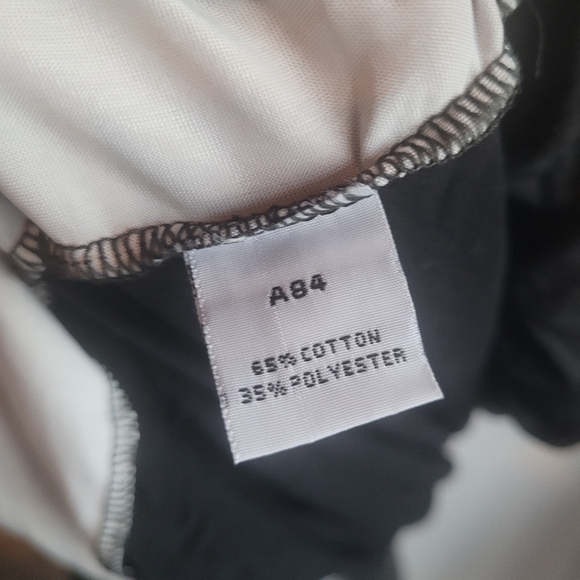 A84
65% COTTON
35% POLYESTER